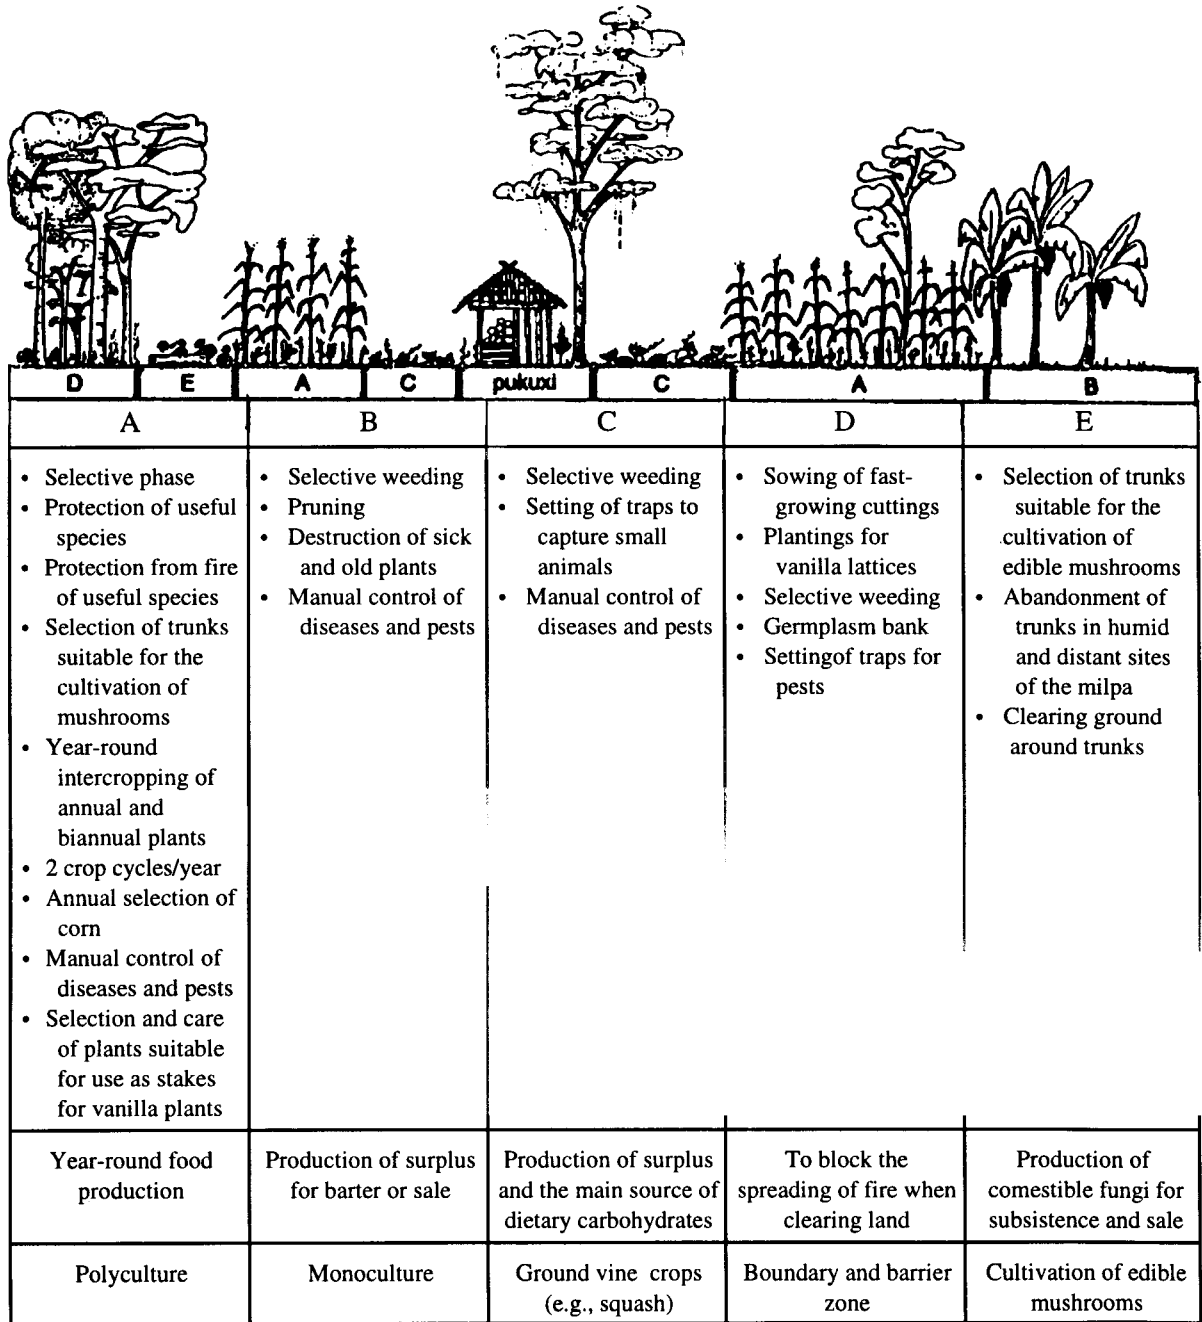 D E A C pukuxi C A B
A B C D E
• Selective phase
• Protection of useful
species
• Protection from fire
of useful species
• Selection of trunks
suitable for the
cultivation of
mushrooms
• Year-round
intercropping of
annual and
biannual plants
• 2 crop cycles/year
• Annual selection of
corn
• Manual control of
diseases and pests
• Selection and care
of plants suitable
for use as stakes
for vanilla plants
• Selective weeding
• Pruning
• Destruction of sick
and old plants
• Manual control of
diseases and pests
• Selective weeding
• Setting of traps to
capture small
animals
• Manual control of
diseases and pests
• Sowing of fast-
growing cuttings
• Plantings for
vanilla lattices
• Selective weeding
• Germplasm bank
• Settingof traps for
pests
• Selection of trunks
suitable for the
cultivation of
edible mushrooms
• Abandonment of
trunks in humid
and distant sites
of the milpa
• Clearing ground
around trunks
Year-round food
production
Production of surplus
for barter or sale
Production of surplus
and the main source of
dietary carbohydrates
To block the
spreading of fire when
clearing land
Production of
comestible fungi for
subsistence and sale
Polyculture
Monoculture
Ground vine crops
(e.g., squash)
Boundary and barrier
zone
Cultivation of edible
mushrooms